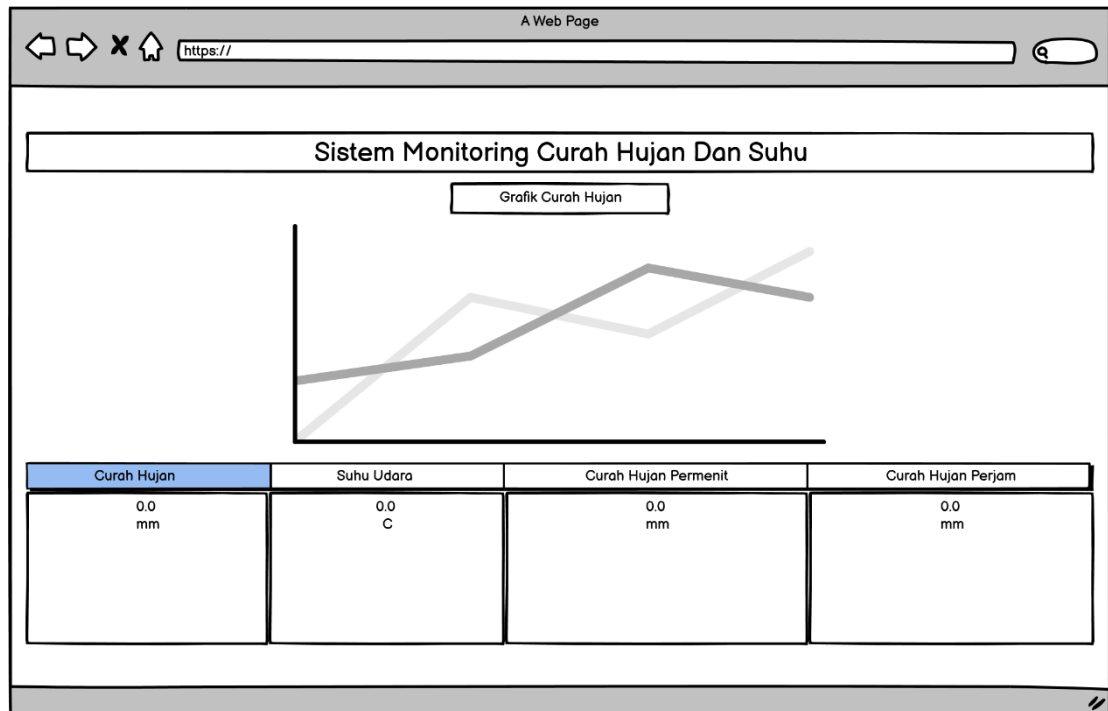 A Web Page
https://
Sistem Monitoring Curah Hujan Dan Suhu
Grafik Curah Hujan
Curah Hujan
Suhu Udara
Curah Hujan Permenit
Curah Hujan Perjam
0.0
mm
0.0
C
0.0
mm
0.0
mm